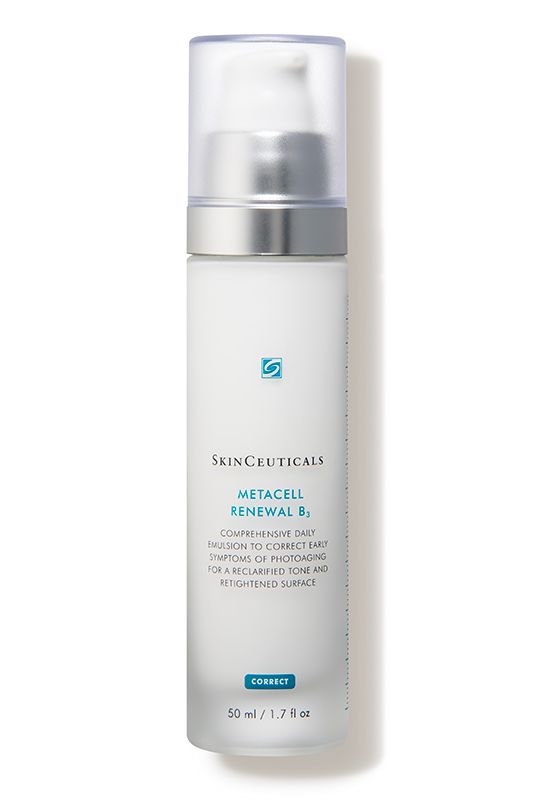 SKINCEUTICALS
METACELL
RENEWAL B₃
COMPREHENSIVE DAILY
EMULSION TO CORRECT EARLY
SYMPTOMS OF PHOTOAGING
FOR A RECLARIFIED TONE AND
RETIGHTENED SURFACE
CORRECT
50 ml / 1.7 fl oz